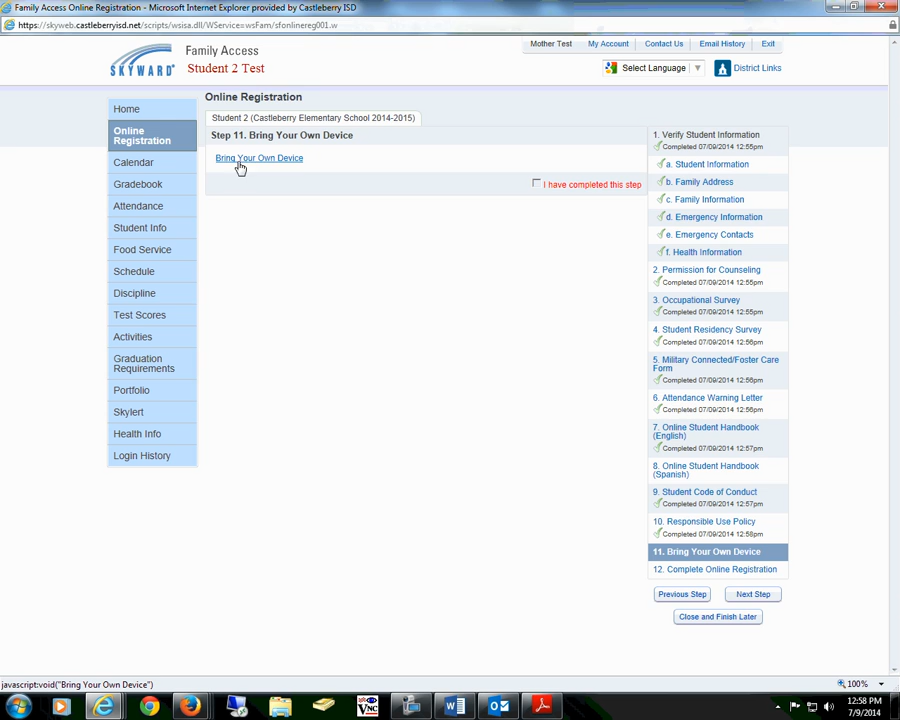 Family Access Online Registration - Microsoft Internet Explorer provided by Castleberry ISD
https://skyweb.castleberryisd.net/scripts/wsisa.dll/WService=wsFam/sfonlinereg001.w
SKYWARD
Family Access
Student 2 Test
Mother Test
My Account
Contact Us
Email History
Exit
Select Language
District Links
Home
Online
Registration
Calendar
Gradebook
Attendance
Student Info
Food Service
Schedule
Discipline
Test Scores
Activities
Graduation
Requirements
Portfolio
Skylert
Health Info
Login History
Online Registration
Student 2 (Castleberry Elementary School 2014-2015)
Step 11. Bring Your Own Device
Bring Your Own Device
I have completed this step
1. Verify Student Information
Completed 07/09/2014 12:55pm
a. Student Information
b. Family Address
c. Family Information
d. Emergency Information
e. Emergency Contacts
f. Health Information
2. Permission for Counseling
Completed 07/09/2014 12:55pm
3. Occupational Survey
Completed 07/09/2014 12:55pm
4. Student Residency Survey
Completed 07/09/2014 12:56pm
5. Military Connected/Foster Care
Form
Completed 07/09/2014 12:56pm
6. Attendance Warning Letter
Completed 07/09/2014 12:56pm
7. Online Student Handbook
(English)
Completed 07/09/2014 12:57pm
8. Online Student Handbook
(Spanish)
9. Student Code of Conduct
Completed 07/09/2014 12:57pm
10. Responsible Use Policy
Completed 07/09/2014 12:58pm
11. Bring Your Own Device
12. Complete Online Registration
Previous Step
Next Step
Close and Finish Later
javascript:void("Bring Your Own Device")
100%
VNC
12:58 PM
7/9/2014